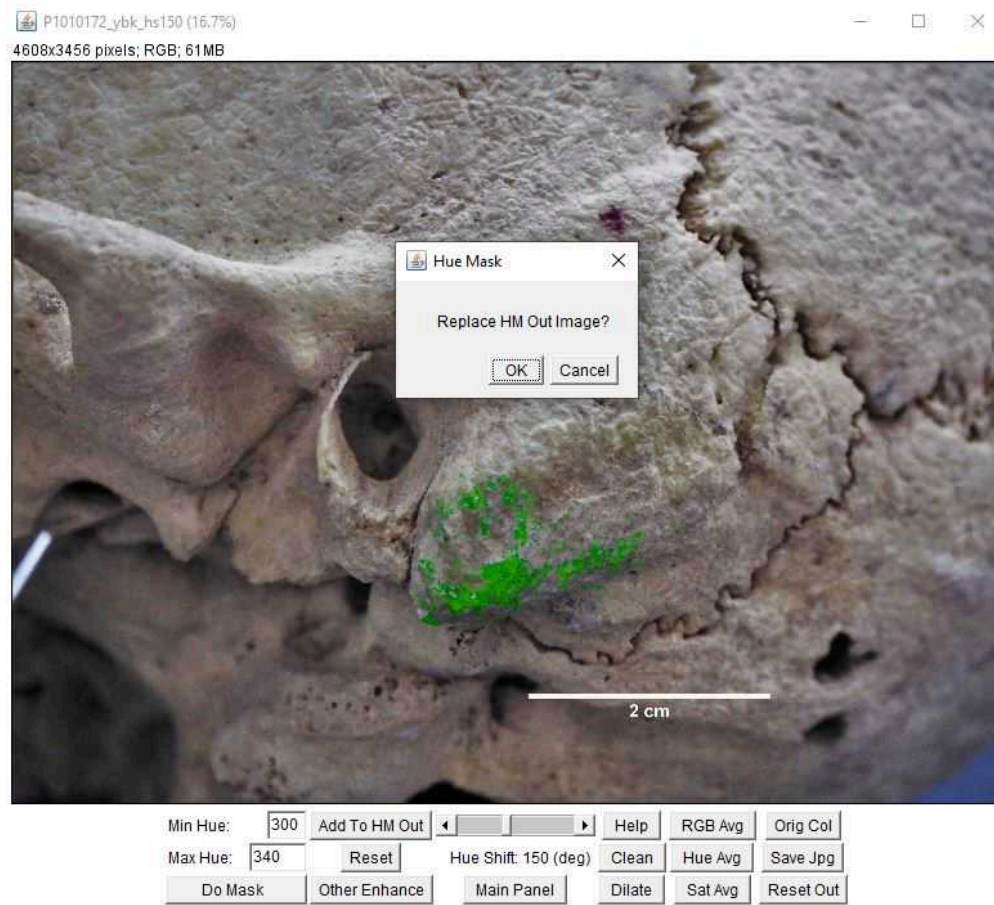 P1010172_ybk_hs150 (16.7%)
4608x3456 pixels; RGB; 61MB
Hue Mask
Replace HM Out Image?
OK Cancel
2 cm
Min Hue: 300 Add To HM Out Help RGB Avg Orig Col
Max Hue: 340 Reset Hue Shift: 150 (deg) Clean Hue Avg Save Jpg
Do Mask Other Enhance Main Panel Dilate Sat Avg Reset Out